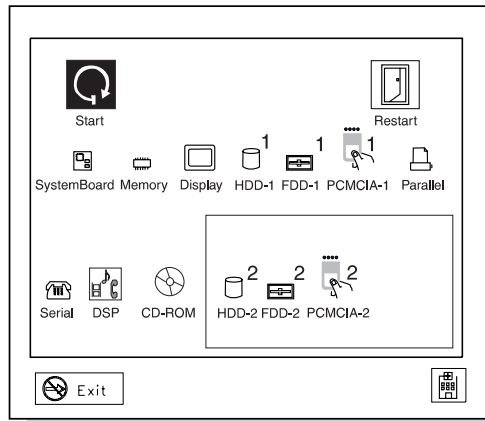 Start
Restart
1 1 1
SystemBoard Memory Display HDD-1 FDD-1 PCMCIA-1 Parallel
2 2 2
Serial DSP CD-ROM HDD-2 FDD-2 PCMCIA-2
Exit